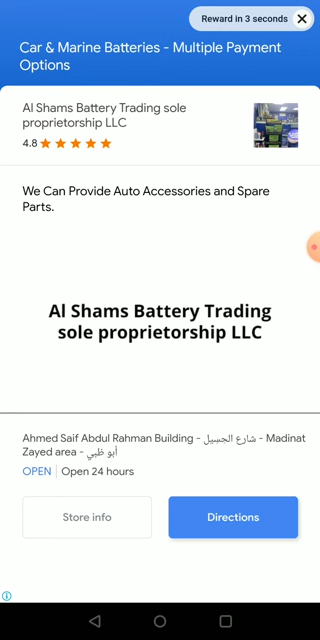 Reward in 3 seconds
Car & Marine Batteries - Multiple Payment
Options
Al Shams Battery Trading sole
proprietorship LLC
4.8
We Can Provide Auto Accessories and Spare
Parts.
Al Shams Battery Trading
sole proprietorship LLC
Ahmed Saif Abdul Rahman Building - شارع الجسيل - Madinat
Zayed area - أبو ظبي
OPEN | Open 24 hours
Store info
Directions